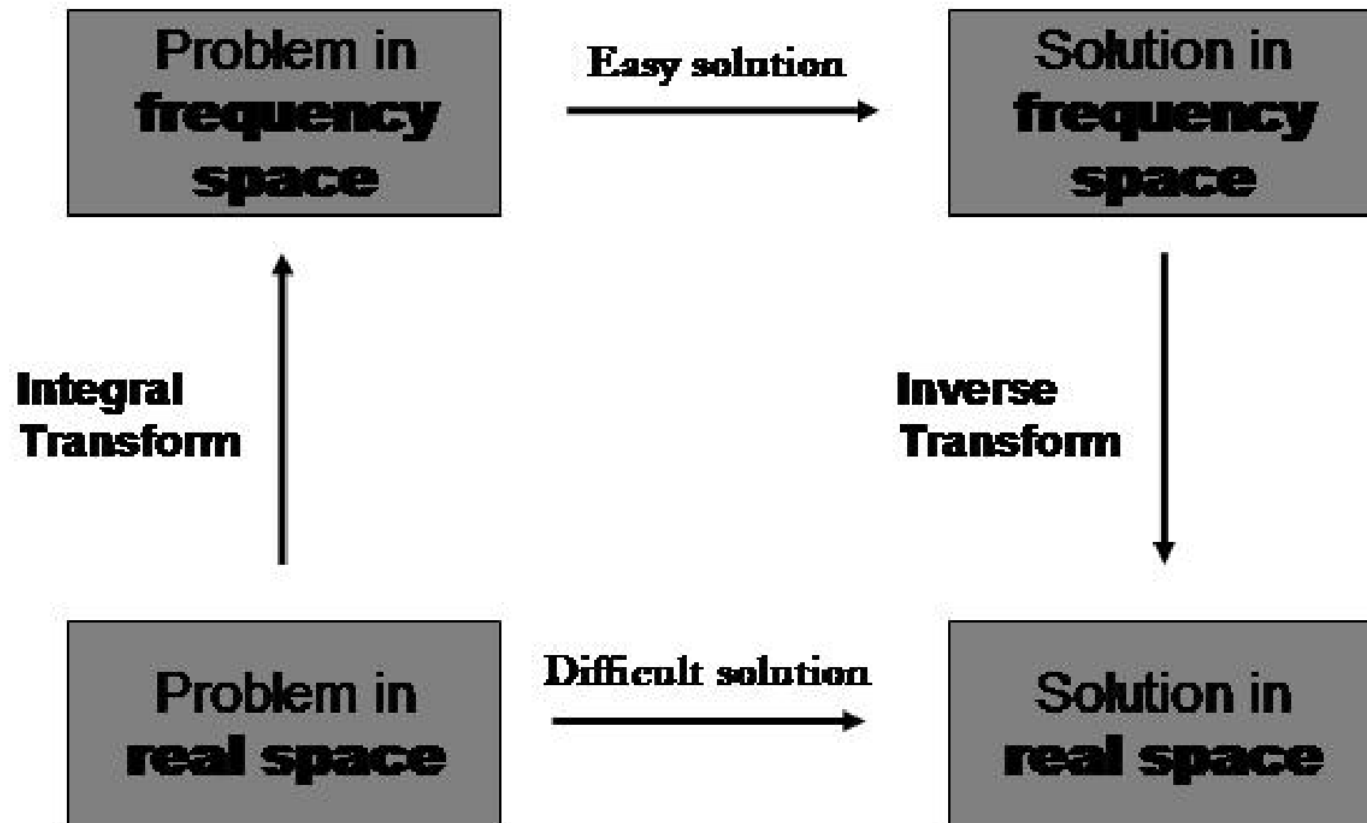 Problem in
frequency
space
Easy solution
Solution in
frequency
space
Integral
Transform
Inverse
Transform
Problem in
real space
Difficult solution
Solution in
real space